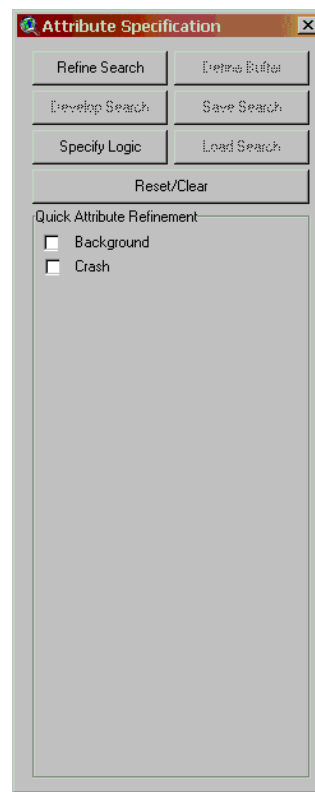 Attribute Specification
Refine Search
Define Buffer
Develop Search
Save Search
Specify Logic
Load Search
Reset/Clear
Quick Attribute Refinement
Background
Crash